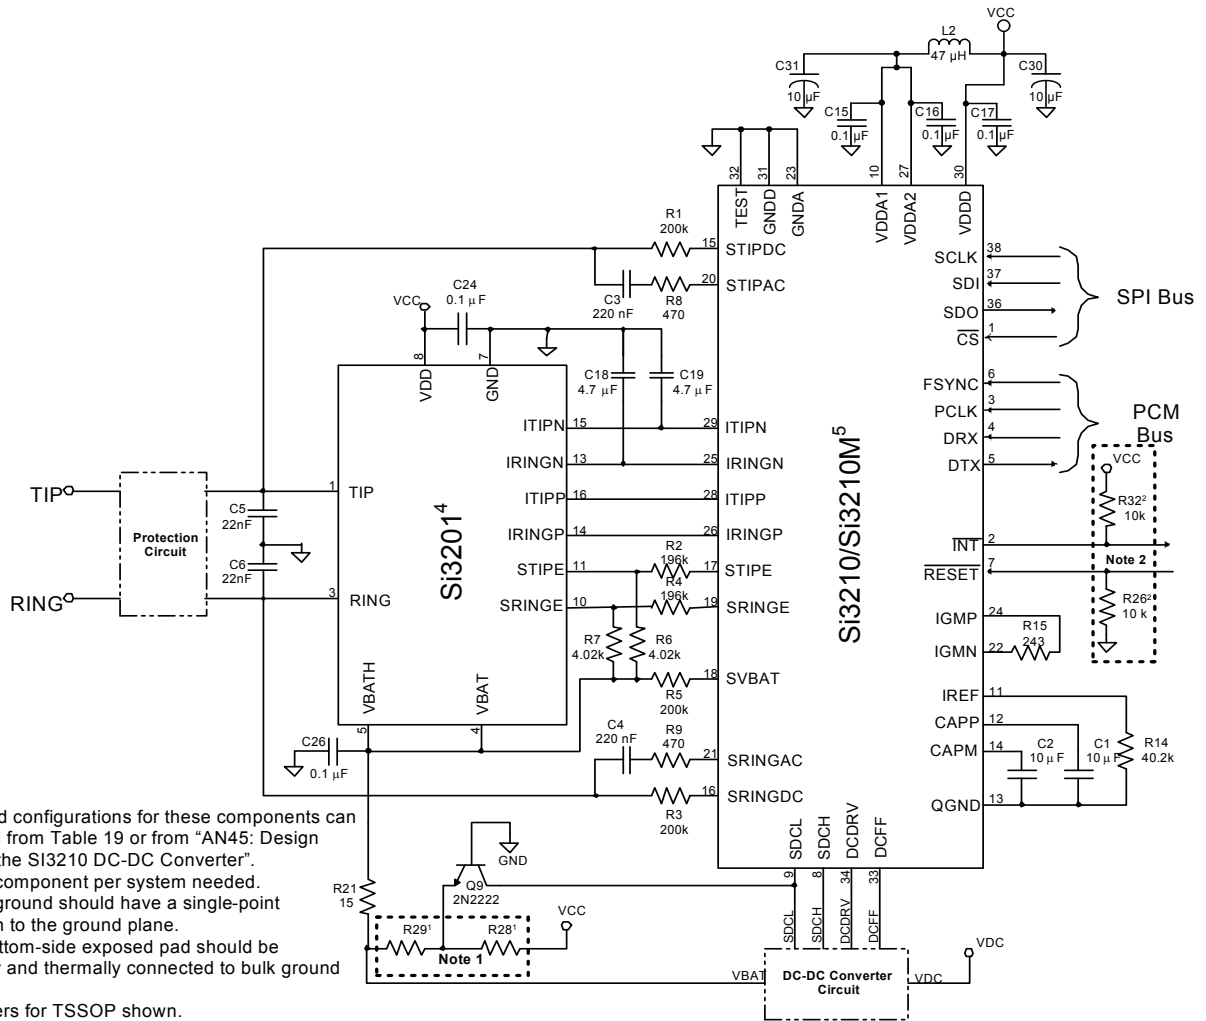 VCC
L2
47 µH
C31
10 µF
C30
10 µF
C15
0.1 µF
C16
0.1 µF
C17
0.1 µF
32
31
23
10
27
30
TEST
GNDD
GNDA
VDDA1
VDDA2
VDDD
R1
200k
15
STIPDC
C3
220 nF
R8
470
20
STIPAC
SCLK
38
SDI
37
SDO
36
CS
1
SPI Bus
C24
0.1 µF
VCC
8
7
VDD
GND
C18
4.7 µF
C19
4.7 µF
FSYNC
6
PCLK
3
DRX
4
DTX
5
PCM
Bus
ITIPN
15
29
ITIPN
IRINGN
13
25
IRINGN
ITIPP
16
28
ITIPP
IRINGP
14
26
IRINGP
STIPE
11
R2
196k
17
STIPE
SRINGE
10
R4
196k
19
SRINGE
TIP
Protection
Circuit
RING
C5
22nF
C6
22nF
1
TIP
3
RING
Si3201⁴
Si3210/Si3210M⁵
VCC
R32²
10k
INT
2
Note 2
RESET
7
R26²
10 k
IGMP
24
R15
243
IGMN
22
R7
4.02k
R6
4.02k
18
SVBAT
R5
200k
VBATH
VBAT
5
4
IREF
11
CAPP
12
CAPM
14
C2
10 µF
C1
10 µF
R14
40.2k
QGND
13
C26
0.1 µF
C4
220 nF
R9
470
21
SRINGAC
16
SRINGDC
R3
200k
SDCL
SDCH
DCDRV
DCFF
9
8
34
33
d configurations for these components can
from Table 19 or from “AN45: Design
the SI3210 DC-DC Converter”.
component per system needed.
ground should have a single-point
to the ground plane.
ttom-side exposed pad should be
and thermally connected to bulk ground
ers for TSSOP shown.
GND
Q9
2N2222
R21
15
R29¹
R28¹
Note 1
VCC
SDCL
SDCH
DCDRV
DCFF
VBAT
DC-DC Converter
Circuit
VDC
VDC